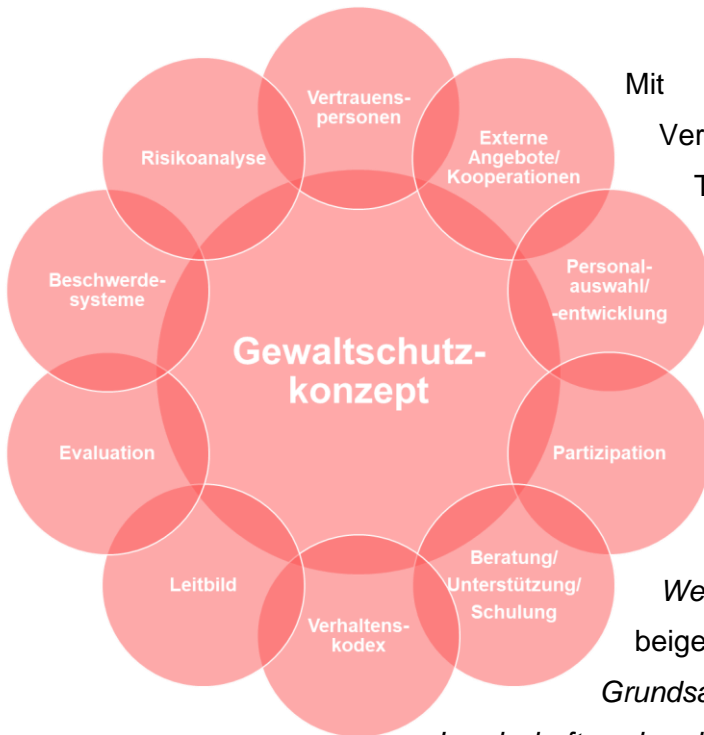 Vertrauens-
personen
Externe
Angebote/
Kooperationen
Personal-
auswahl/
-entwicklung
Partizipation
Beratung/
Unterstützung/
Schulung
Verhaltens-
kodex
Leitbild
Evaluation
Beschwerde-
systeme
Risikoanalyse
Gewaltschutz-
konzept
Mit